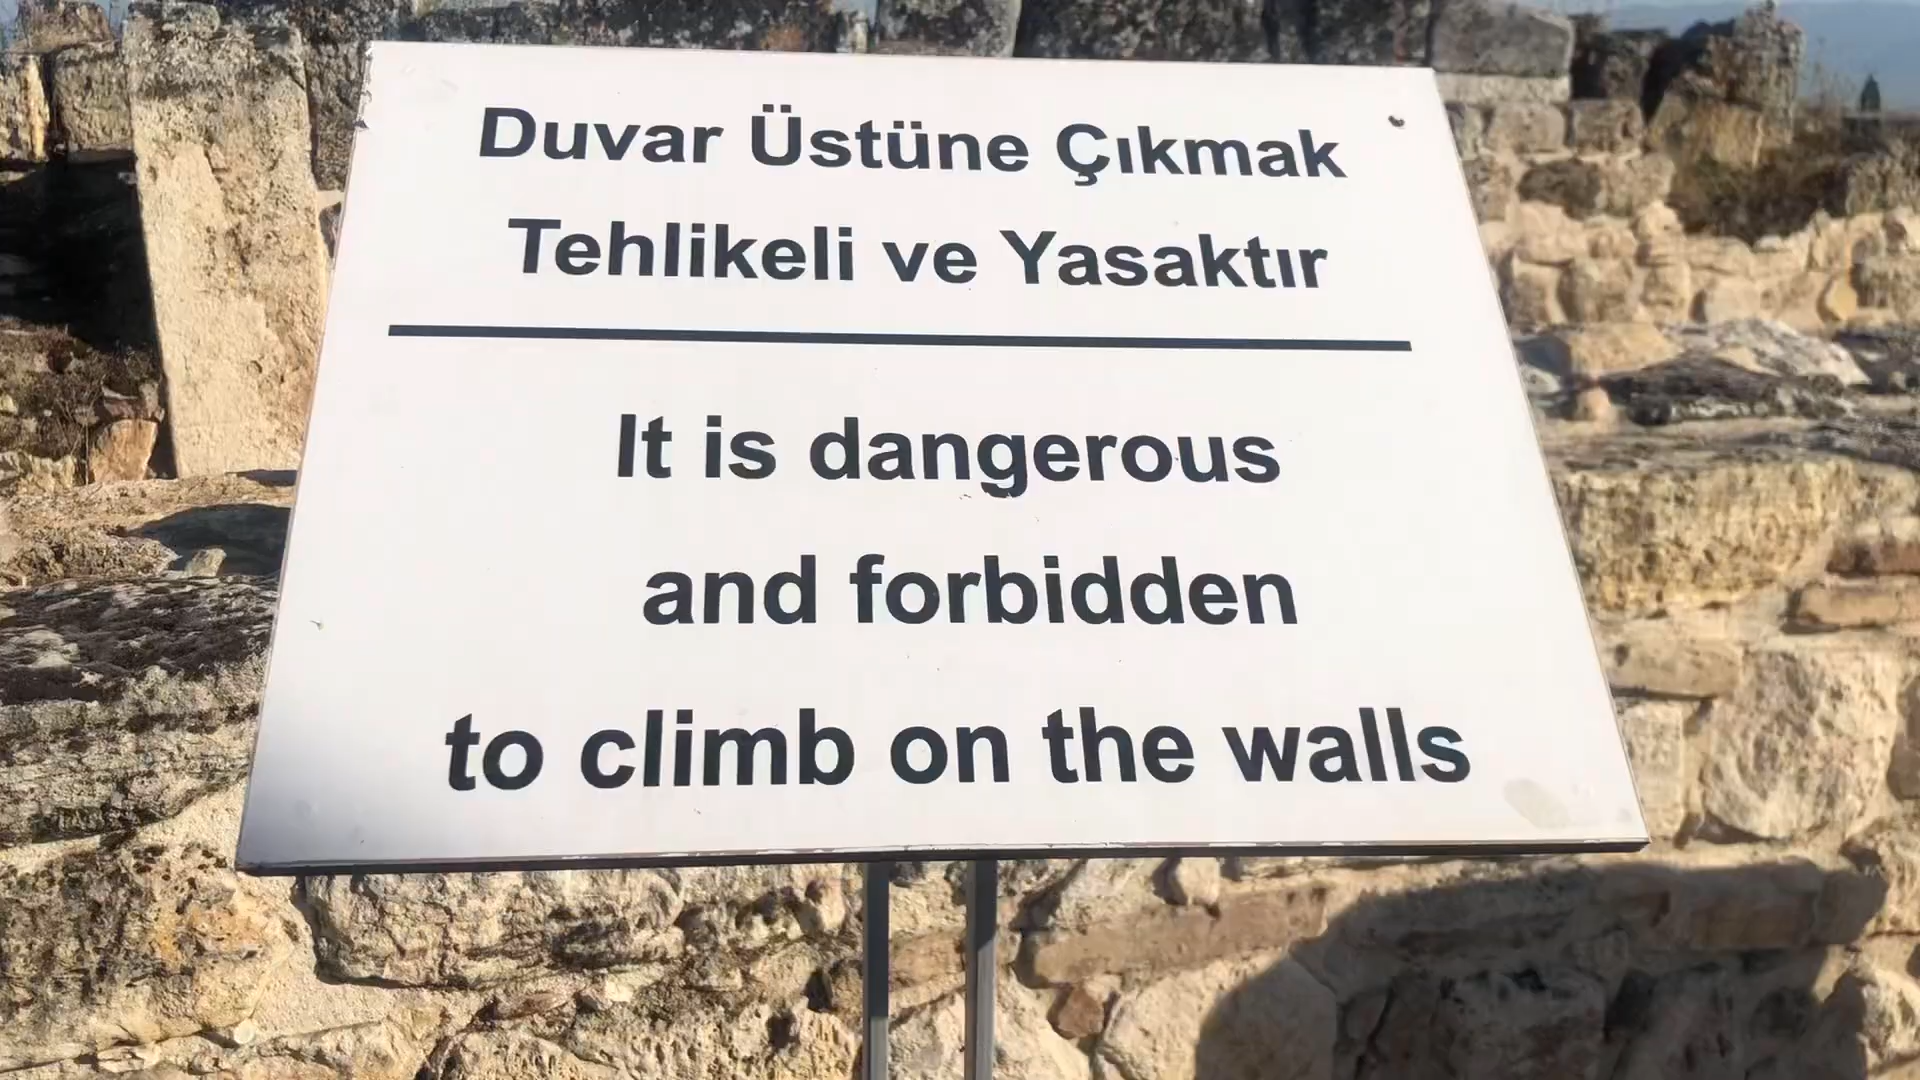 Duvar Üstüne Çıkmak
Tehlikeli ve Yasaktır
It is dangerous
and forbidden
to climb on the walls